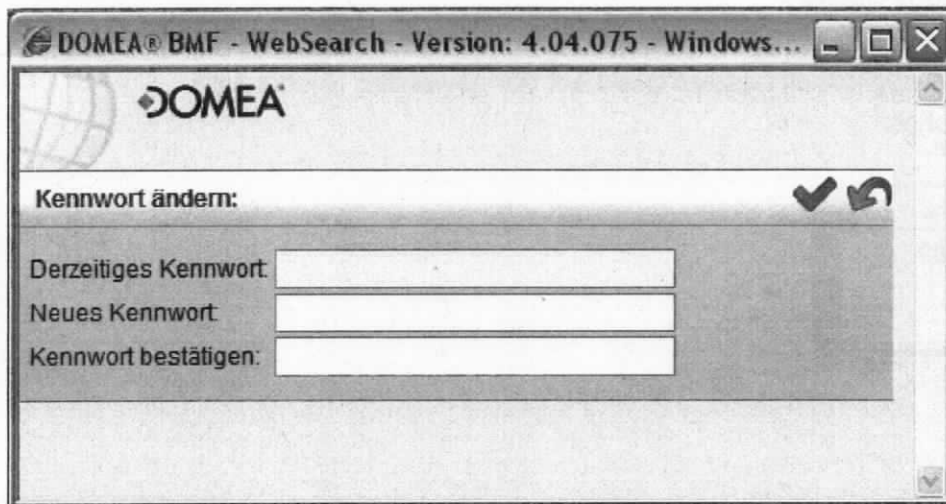 DOMEA® BMF - WebSearch - Version: 4.04.075 - Windows...
DOMEA®
Kennwort ändern:
Derzeitiges Kennwort:
Neues Kennwort:
Kennwort bestätigen: